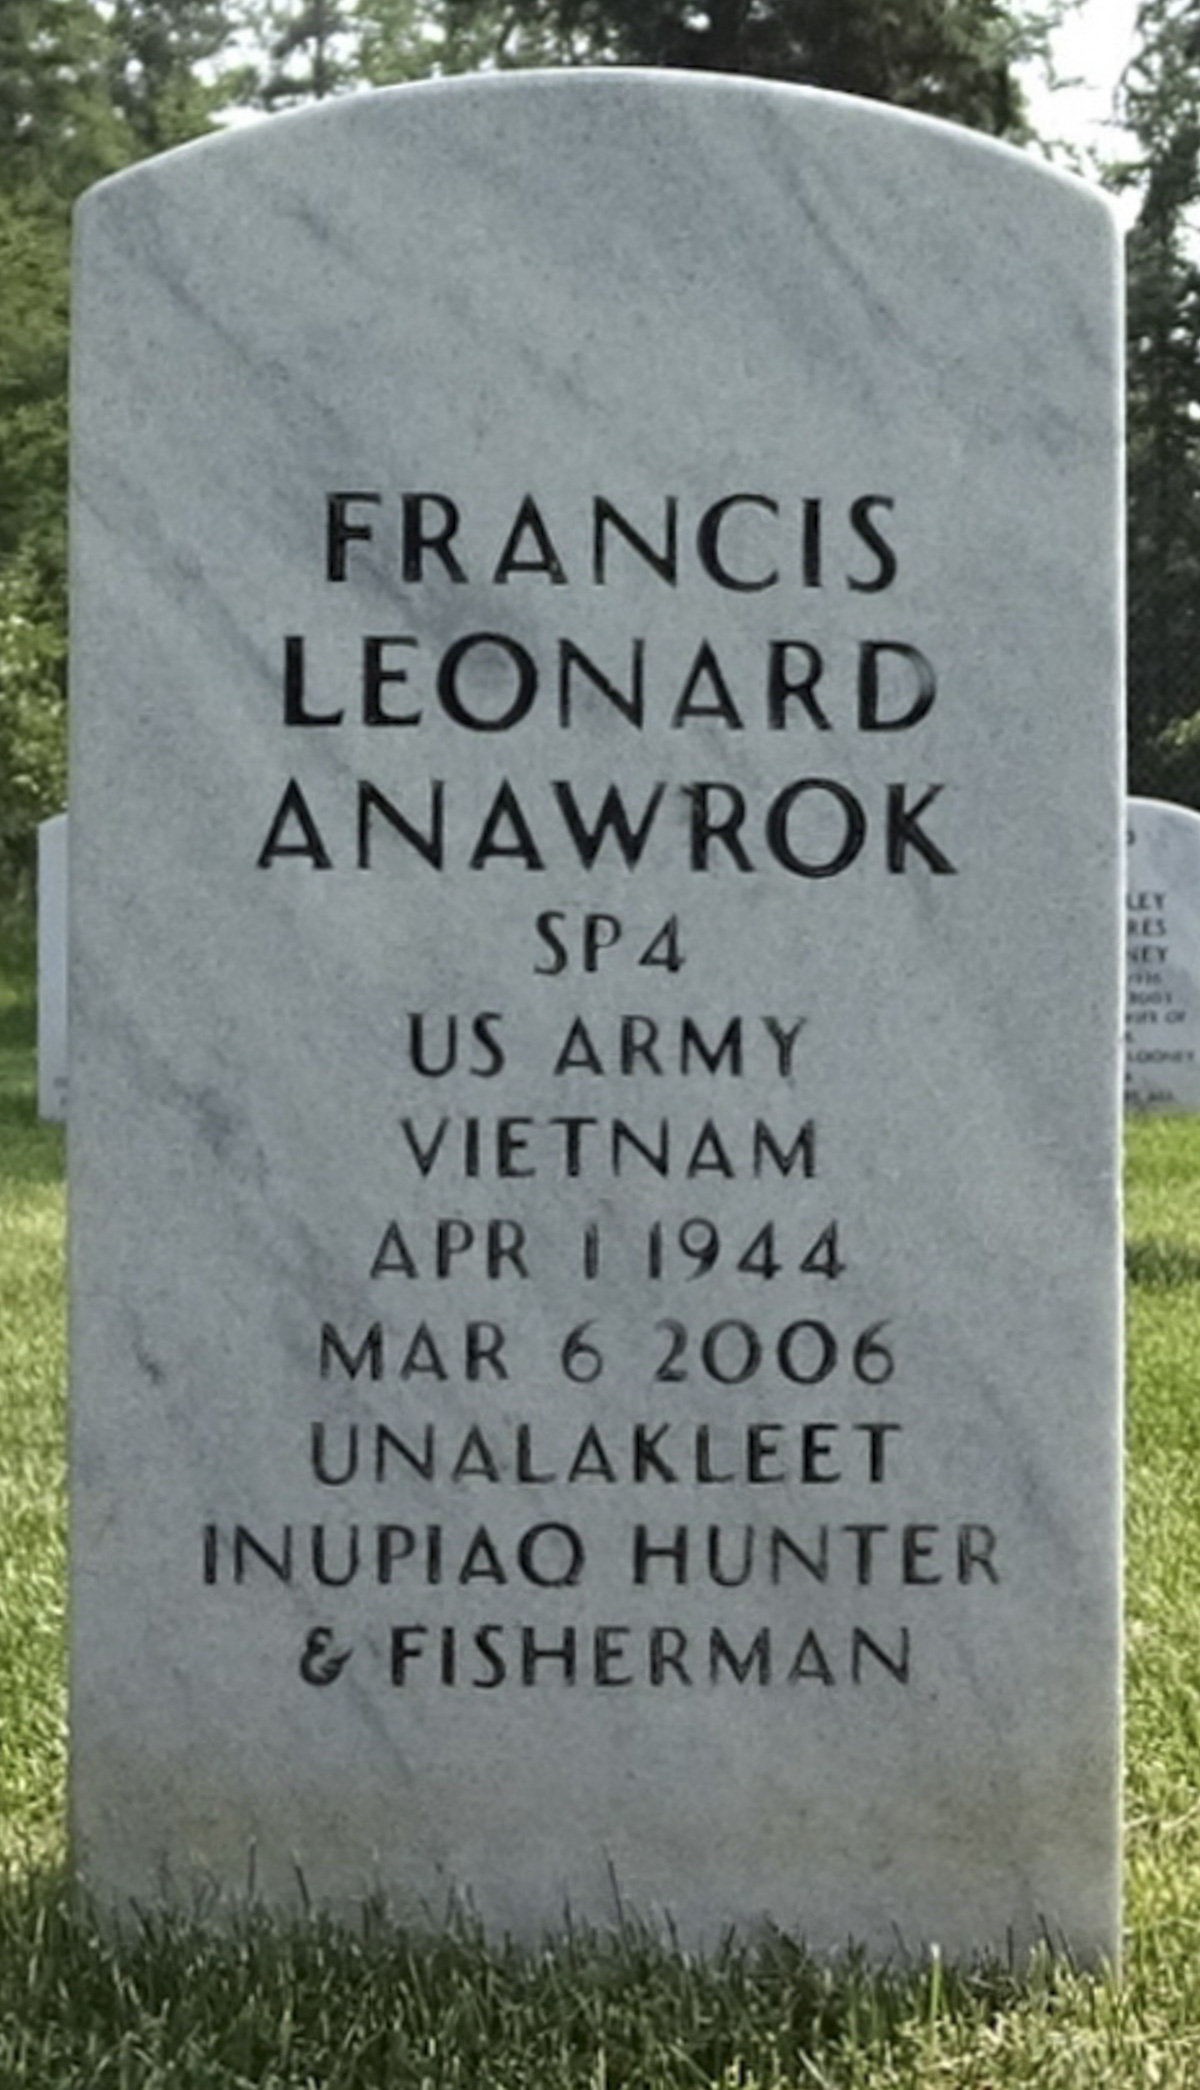 FRANCIS
LEONARD
ANAWROK
SP4
US ARMY
VIETNAM
APR 1 1944
MAR 6 2006
UNALAKLEET
INUPIAQ HUNTER
& FISHERMAN